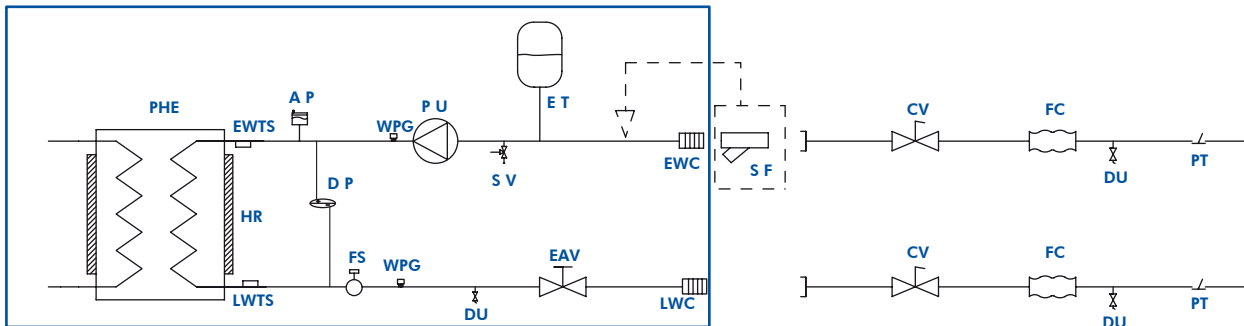 A P
PHE
P U
E T
CV
FC
EWTS
WPG
EWC
S F
S V
DU
PT
D P
HR
FS
WPG
EAV
CV
FC
LWTS
DU
LWC
DU
PT